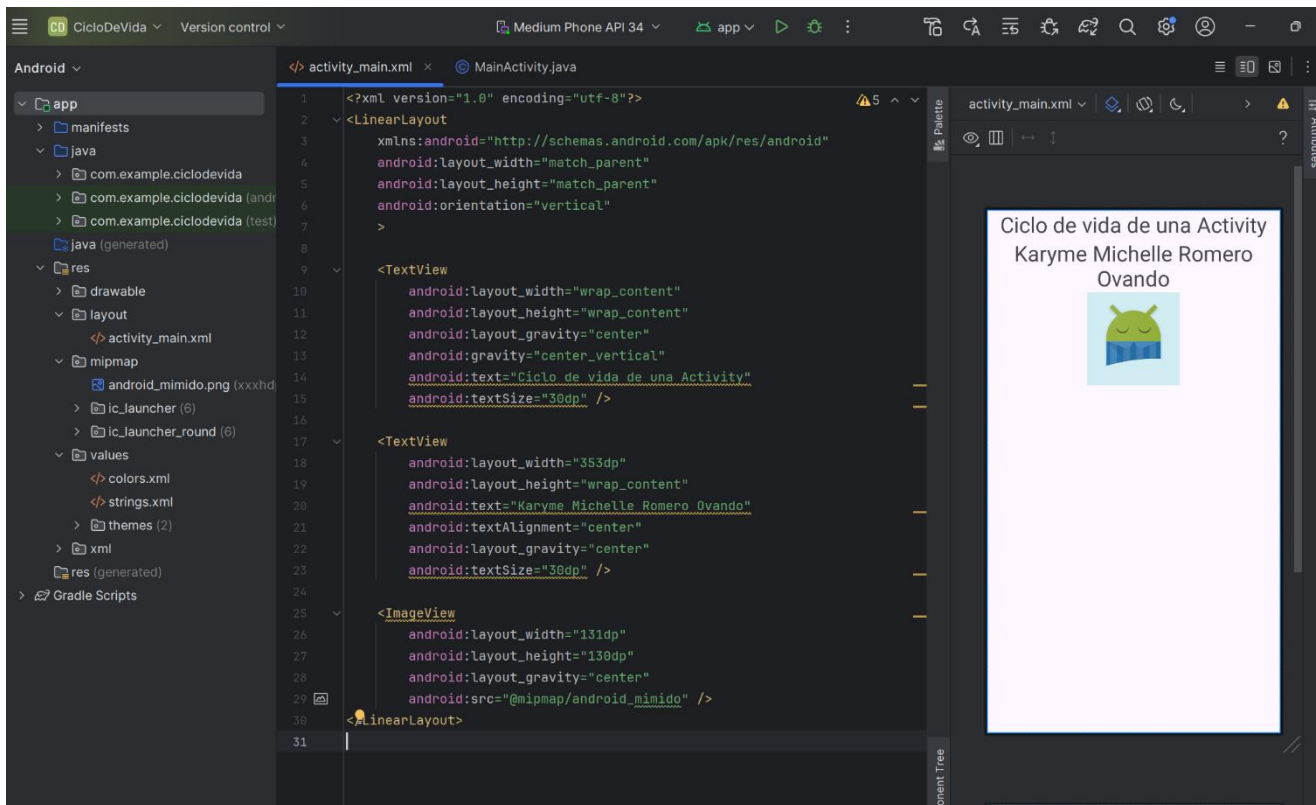 CD CicloDeVida Version control Medium Phone API 34 app
Android activity_main.xml MainActivity.java
app
manifests
java
com.example.ciclodevida
com.example.ciclodevida (andr
com.example.ciclodevida (test)
java (generated)
res
drawable
layout
activity_main.xml
mipmap
android_mimido.png (xxxhd
ic_launcher (6)
ic_launcher_round (6)
values
colors.xml
strings.xml
themes (2)
xml
res (generated)
Gradle Scripts
1 <?xml version="1.0" encoding="utf-8"?>
2 <LinearLayout
3 xmlns:android="http://schemas.android.com/apk/res/android"
4 android:layout_width="match_parent"
5 android:layout_height="match_parent"
6 android:orientation="vertical"
7 >
8
9 <TextView
10 android:layout_width="wrap_content"
11 android:layout_height="wrap_content"
12 android:layout_gravity="center"
13 android:gravity="center_vertical"
14 android:text="Ciclo de vida de una Activity"
15 android:textSize="30dp" />
16
17 <TextView
18 android:layout_width="353dp"
19 android:layout_height="wrap_content"
20 android:text="Karyme Michelle Romero Ovando"
21 android:textAlignment="center"
22 android:layout_gravity="center"
23 android:textSize="30dp" />
24
25 <ImageView
26 android:layout_width="131dp"
27 android:layout_height="130dp"
28 android:layout_gravity="center"
29 android:src="@mipmap/android_mimido" />
30 </LinearLayout>
31
5
Palette
activity_main.xml
?
Attributes
Ciclo de vida de una Activity
Karyme Michelle Romero
Ovando
onent Tree